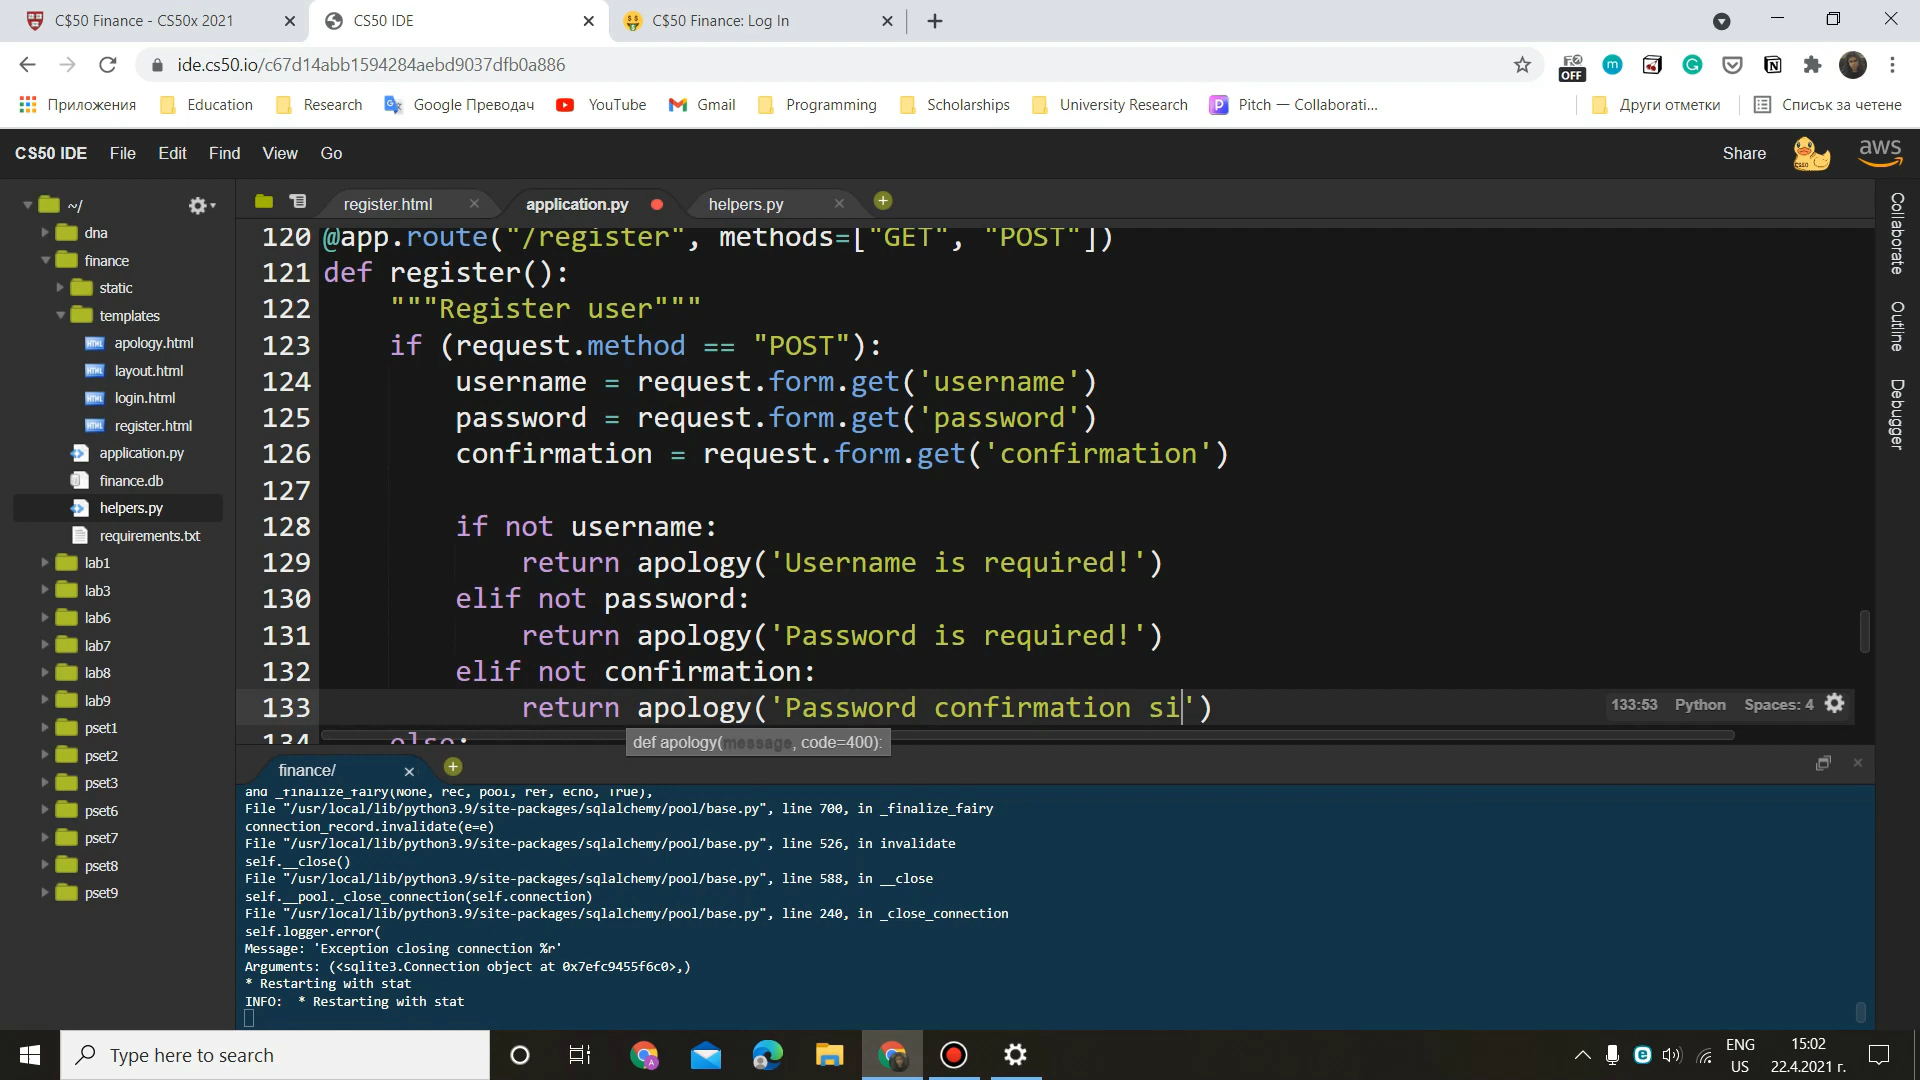 C$50 Finance - CS50x 2021
CS50 IDE
C$50 Finance: Log In
ide.cs50.io/c67d14abb1594284aebd9037dfb0a886
OFF
Приложения
Education
Research
Google Преводач
YouTube
Gmail
Programming
Scholarships
University Research
Pitch — Collaborati...
Други отметки
Списък за четене
CS50 IDE
File
Edit
Find
View
Go
Share
aws
~/
dna
finance
static
templates
apology.html
layout.html
login.html
register.html
application.py
finance.db
helpers.py
requirements.txt
lab1
lab3
lab6
lab7
lab8
lab9
pset1
pset2
pset3
pset6
pset7
pset8
pset9
register.html
application.py
helpers.py
120 @app.route("/register", methods=["GET", "POST"])
121 def register():
122 """Register user"""
123 if (request.method == "POST"):
124 username = request.form.get('username')
125 password = request.form.get('password')
126 confirmation = request.form.get('confirmation')
127
128 if not username:
129 return apology('Username is required!')
130 elif not password:
131 return apology('Password is required!')
132 elif not confirmation:
133 return apology('Password confirmation si')
134 else:
133:53 Python Spaces: 4
def apology(message, code=400):
Collaborate
Outline
Debugger
finance/
and _finalize_fairy(None, rec, pool, ref, echo, True),
File "/usr/local/lib/python3.9/site-packages/sqlalchemy/pool/base.py", line 700, in _finalize_fairy
connection_record.invalidate(e=e)
File "/usr/local/lib/python3.9/site-packages/sqlalchemy/pool/base.py", line 526, in invalidate
self.__close()
File "/usr/local/lib/python3.9/site-packages/sqlalchemy/pool/base.py", line 588, in __close
self.__pool._close_connection(self.connection)
File "/usr/local/lib/python3.9/site-packages/sqlalchemy/pool/base.py", line 240, in _close_connection
self.logger.error(
Message: 'Exception closing connection %r'
Arguments: (<sqlite3.Connection object at 0x7efc9455f6c0>,)
* Restarting with stat
INFO: * Restarting with stat
Type here to search
ENG
US
15:02
22.4.2021 г.